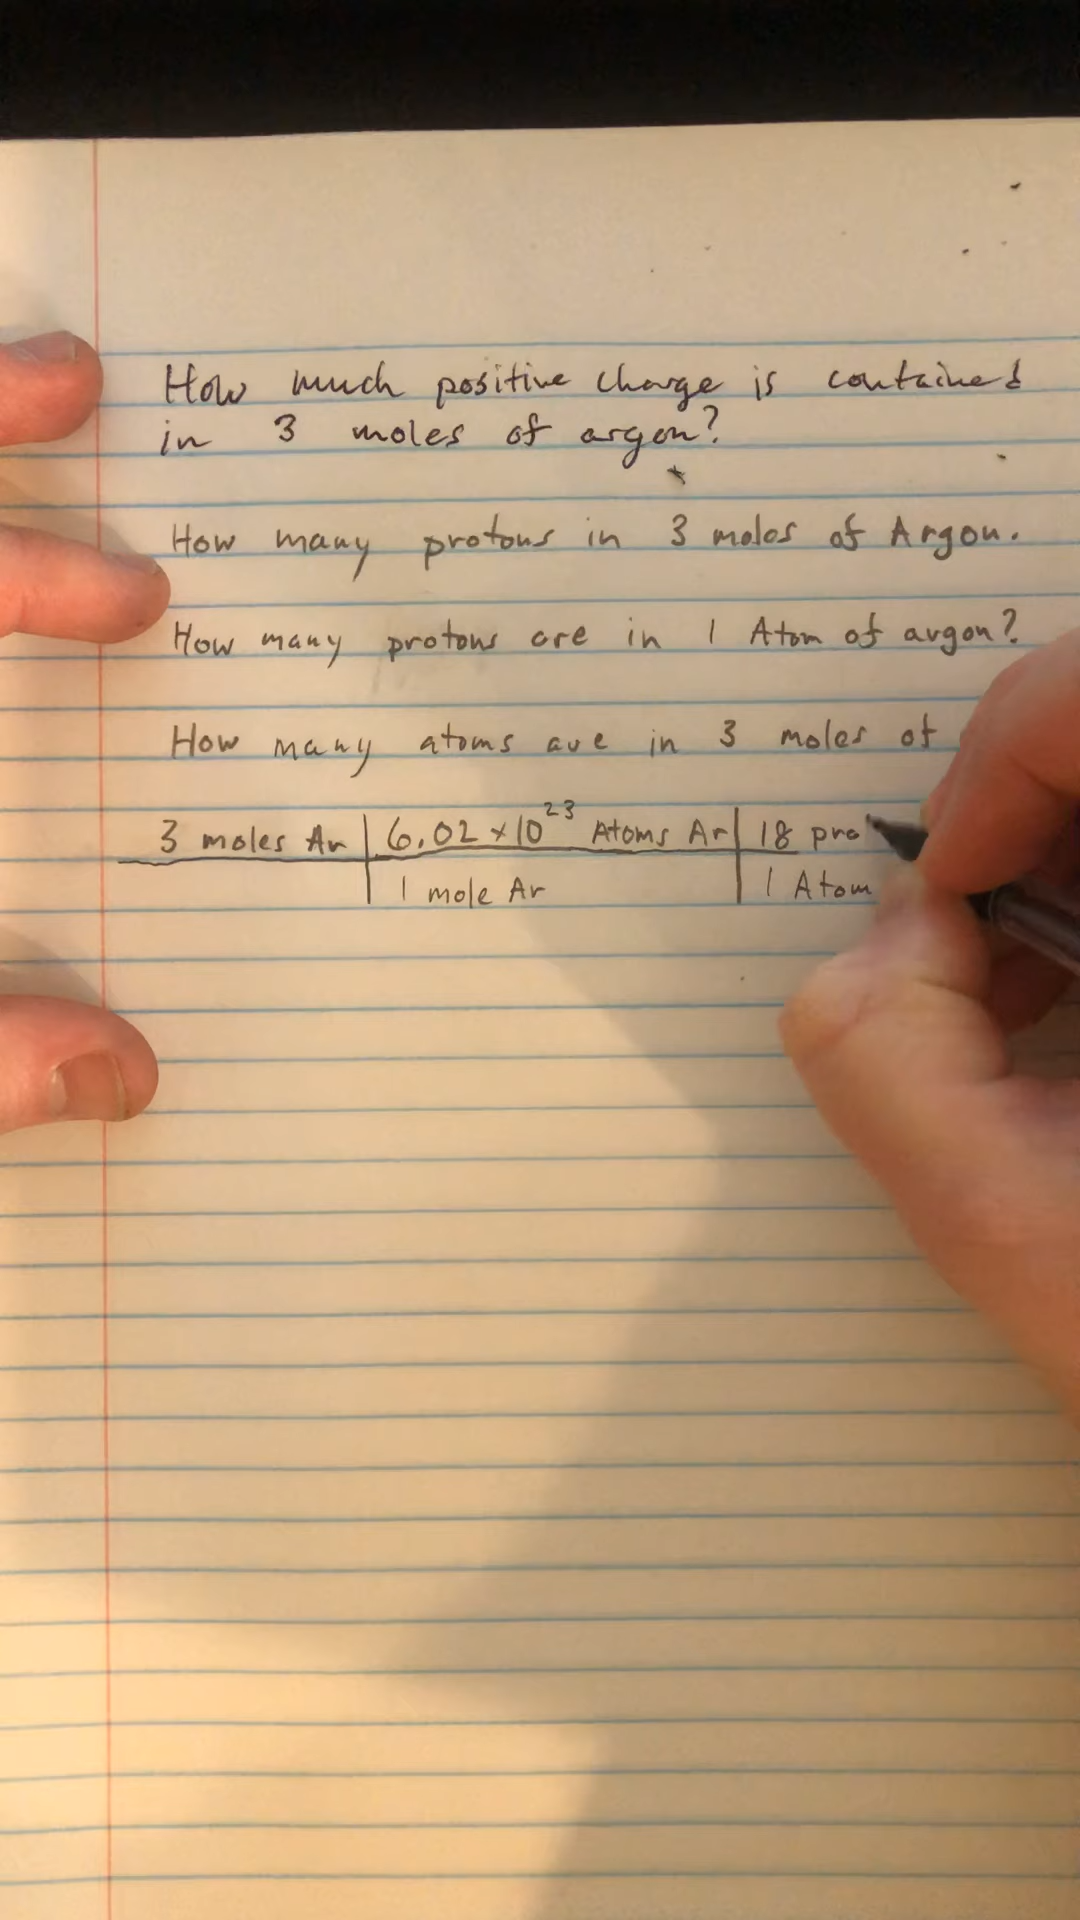 How much positive charge is contained
in 3 moles of argon?
How many protons in 3 moles of Argon.
How many protons are in 1 Atom of argon?
How many atoms are in 3 moles of
3 moles Ar | 6.02 × 10²³ Atoms Ar | 18 pro
1 mole Ar | 1 Atom